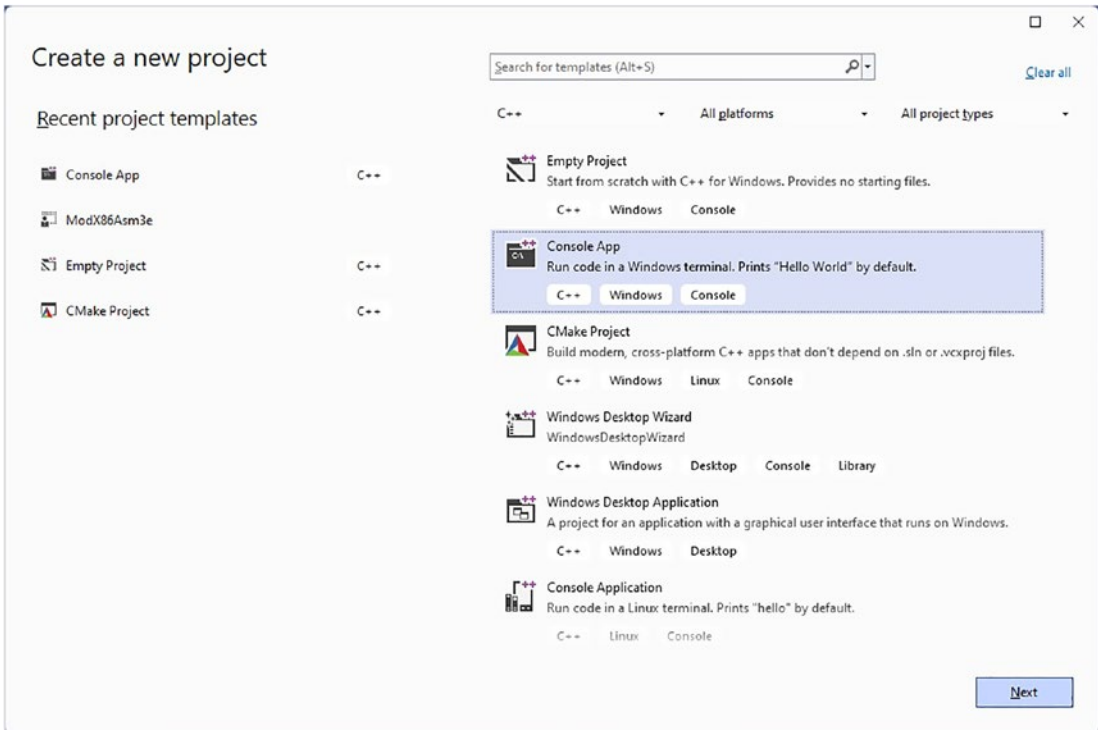 Create a new project
Search for templates (Alt+S)
Clear all
Recent project templates
C++ All platforms All project types
Console App C++
ModX86Asm3e
Empty Project C++
CMake Project C++
Empty Project
Start from scratch with C++ for Windows. Provides no starting files.
C++ Windows Console
Console App
Run code in a Windows terminal. Prints "Hello World" by default.
C++ Windows Console
CMake Project
Build modern, cross-platform C++ apps that don't depend on .sln or .vcxproj files.
C++ Windows Linux Console
Windows Desktop Wizard
WindowsDesktopWizard
C++ Windows Desktop Console Library
Windows Desktop Application
A project for an application with a graphical user interface that runs on Windows.
C++ Windows Desktop
Console Application
Run code in a Linux terminal. Prints "hello" by default.
C++ Linux Console
Next